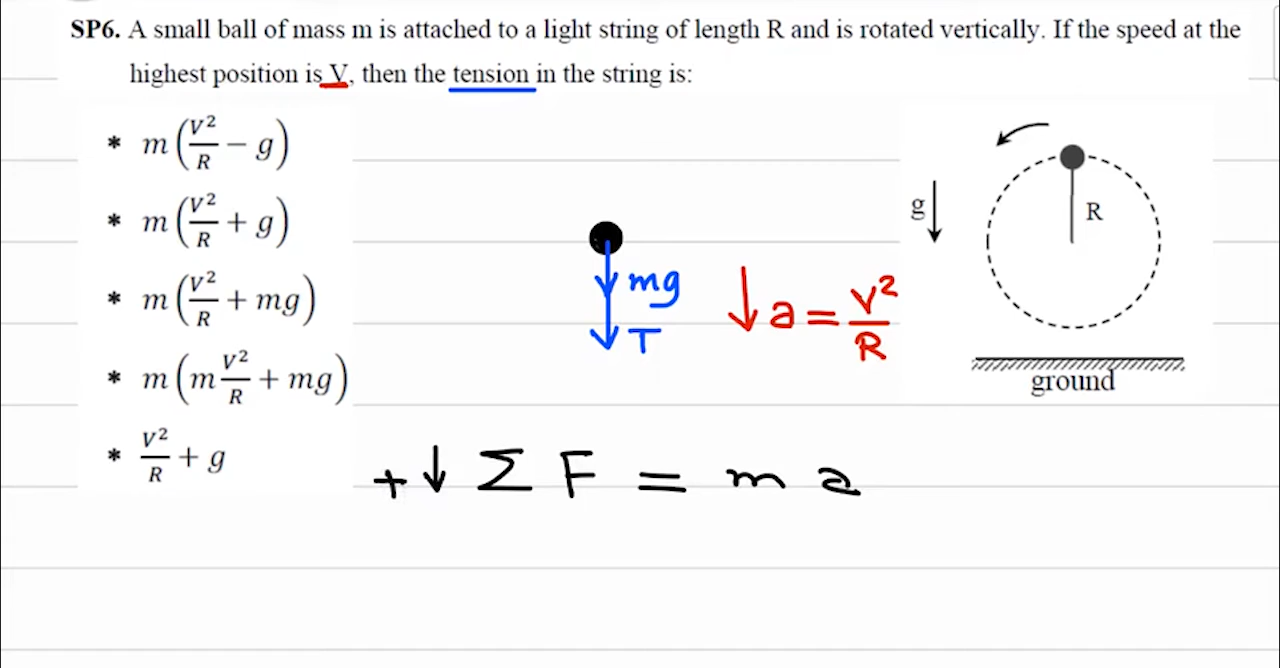 SP6. A small ball of mass m is attached to a light string of length R and is rotated vertically. If the speed at the
highest position is V, then the tension in the string is:
* m(V²/R − g)
* m(V²/R + g)
* m(V²/R + mg)
* m(mV²/R + mg)
* V²/R + g
mg
T
↓ a = V²/R
g↓
R
ground
+↓ Σ F = m a